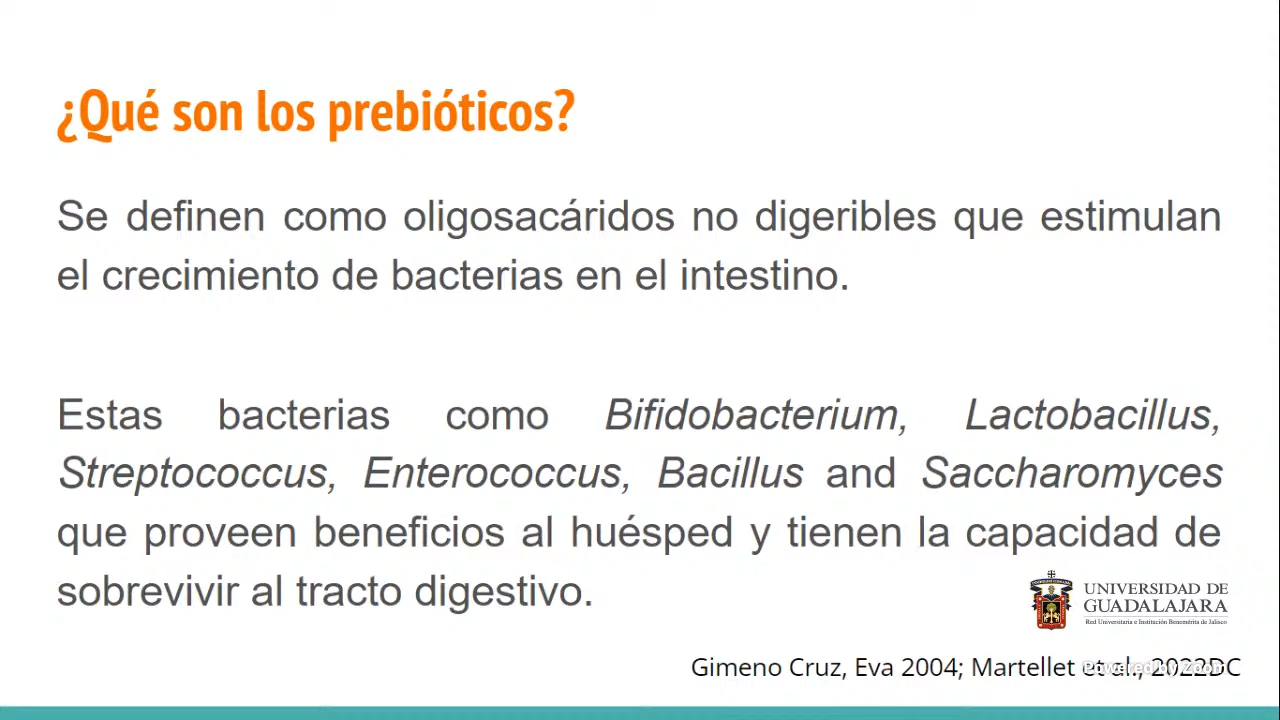 ¿Qué son los prebióticos?
Se definen como oligosacáridos no digeribles que estimulan
el crecimiento de bacterias en el intestino.
Estas bacterias como Bifidobacterium, Lactobacillus,
Streptococcus, Enterococcus, Bacillus and Saccharomyces
que proveen beneficios al huésped y tienen la capacidad de
sobrevivir al tracto digestivo.
UNIVERSIDAD DE
GUADALAJARA
Red Universitaria e Institución Benemérita de Jalisco
Gimeno Cruz, Eva 2004; Martellet et al., 2022DC
Powered by Zoom